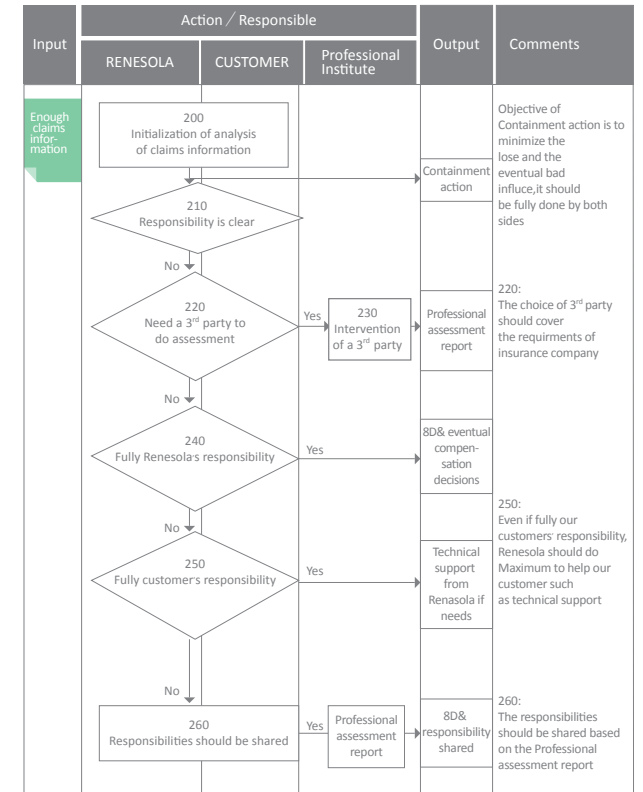 Input
Action / Responsible
RENESOLA
CUSTOMER
Professional
Institute
Output
Comments
Enough
claims
infor-
mation
200
Initialization of analysis
of claims information
Containment
action
Objective of
Containment action is to
minimize the
lose and the
eventual bad
influce,it should
be fully done by both
sides
210
Responsibility is clear
No
220
Need a 3rd party to
do assessment
Yes
230
Intervention
of a 3rd party
Professional
assessment
report
220:
The choice of 3rd party
should cover
the requirments of
insurance company
No
240
Fully Renesola's responsibility
Yes
8D& eventual
compen-
sation
decisions
No
250
Fully customer's responsibility
Yes
Technical
support
from
Renasola if
needs
250:
Even if fully our
customers' responsibility,
Renesola should do
Maximum to help our
customer such
as technical support
No
260
Responsibilities should be shared
Yes
Professional
assessment
report
8D&
responsibility
shared
260:
The responsibilities
should be shared based
on the Professional
assessment report